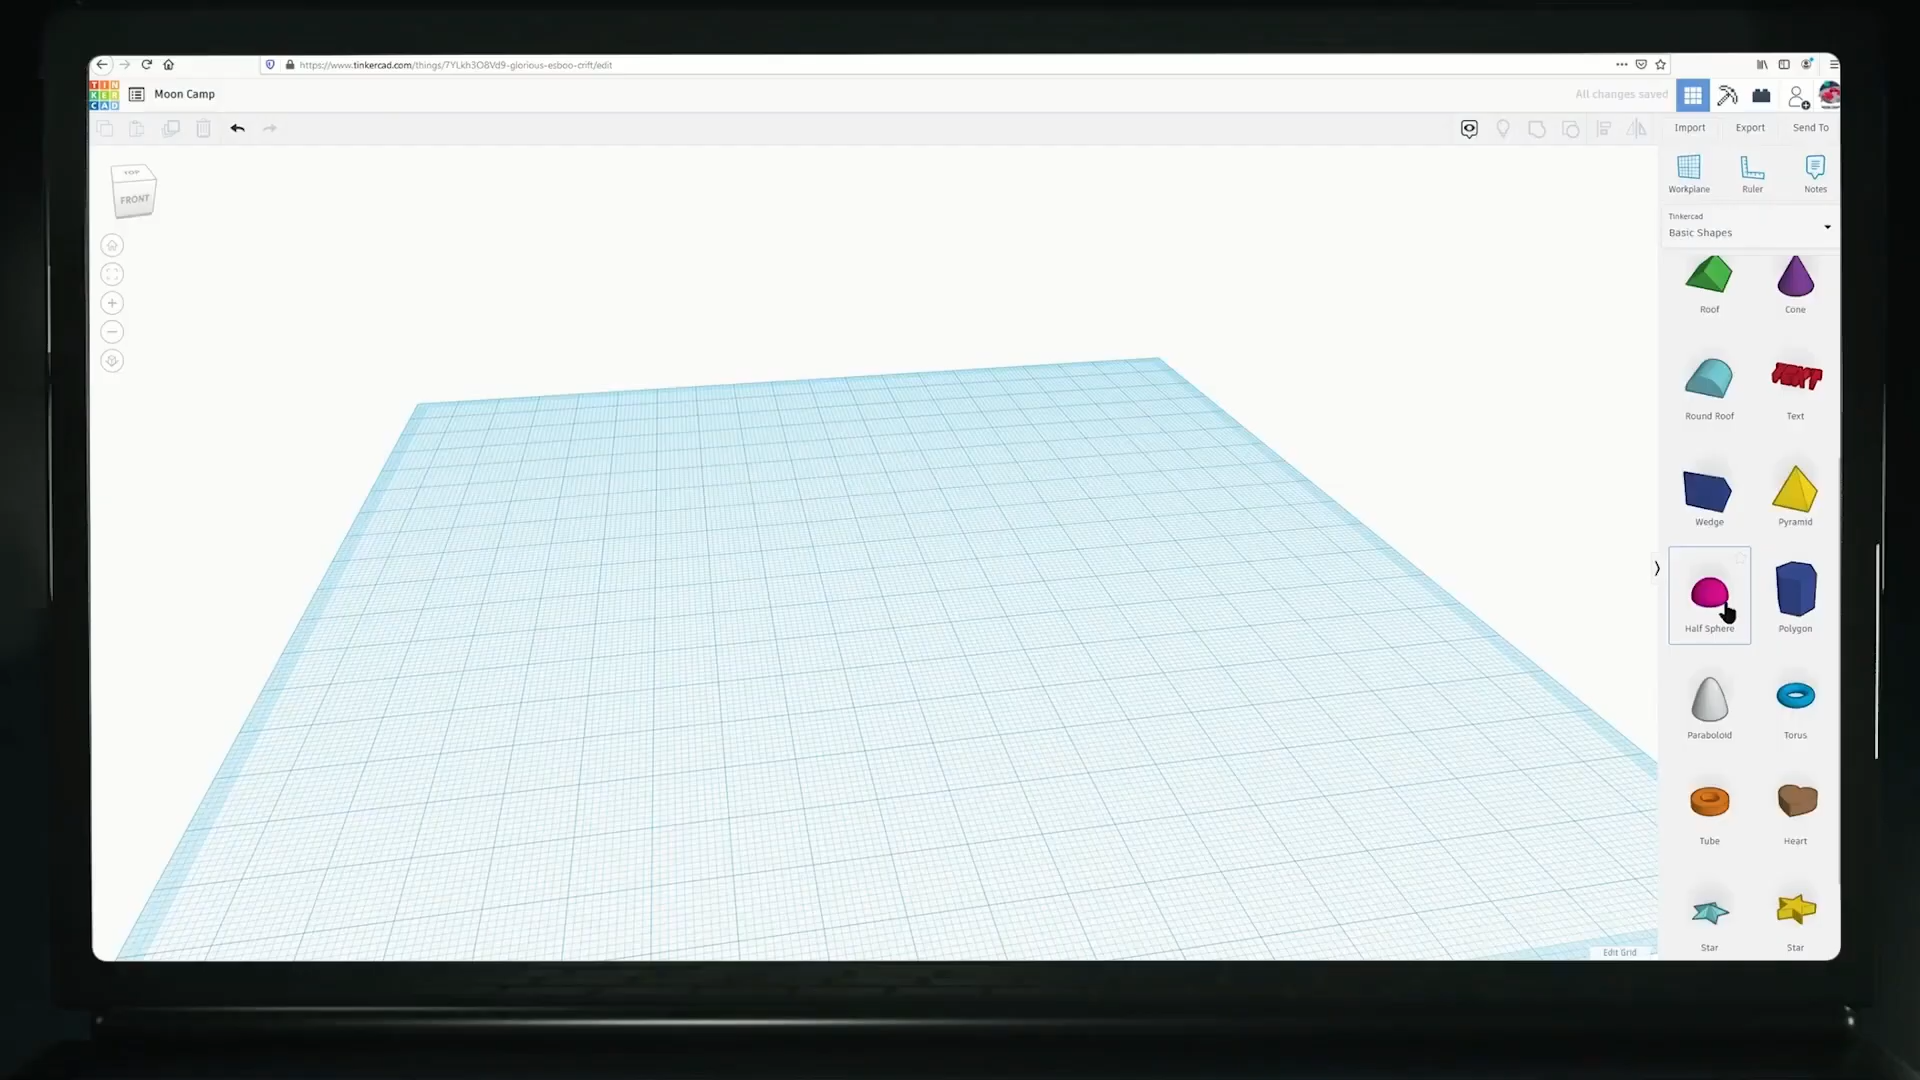 https://www.tinkercad.com/things/7YLkh3O8Vd9-glorious-esboo-crift/edit
TIN
KER
CAD
Moon Camp
All changes saved
Import
Export
Send To
TOP
FRONT
Workplane
Ruler
Notes
Tinkercad
Basic Shapes
Roof
Cone
Round Roof
TEXT
Text
Wedge
Pyramid
Half Sphere
Polygon
Paraboloid
Torus
Tube
Heart
Star
Star
Edit Grid